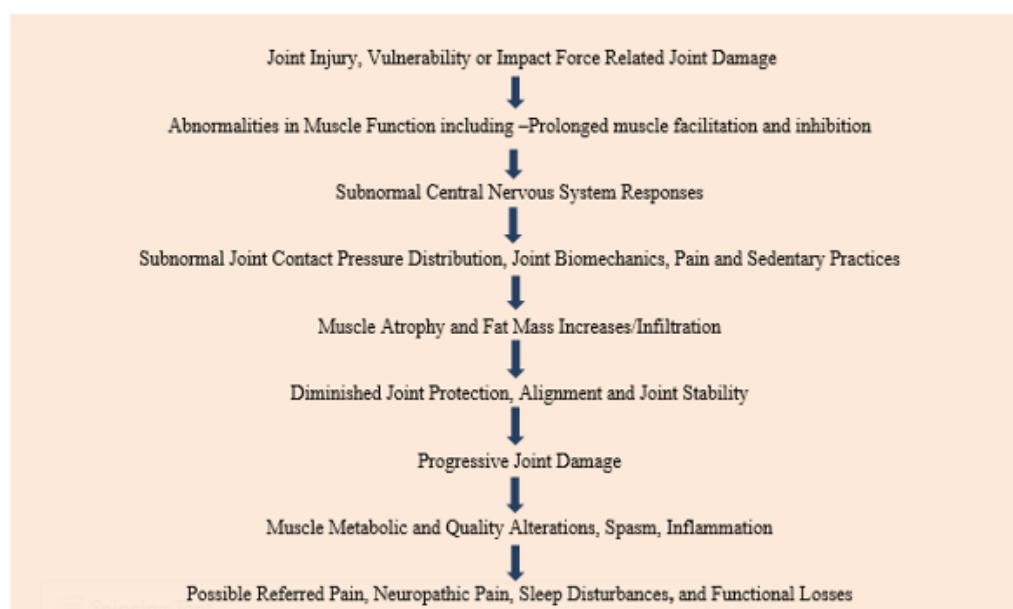 Joint Injury, Vulnerability or Impact Force Related Joint Damage
Abnormalities in Muscle Function including –Prolonged muscle facilitation and inhibition
Subnormal Central Nervous System Responses
Subnormal Joint Contact Pressure Distribution, Joint Biomechanics, Pain and Sedentary Practices
Muscle Atrophy and Fat Mass Increases/Infiltration
Diminished Joint Protection, Alignment and Joint Stability
Progressive Joint Damage
Muscle Metabolic and Quality Alterations, Spasm, Inflammation
Possible Referred Pain, Neuropathic Pain, Sleep Disturbances, and Functional Losses